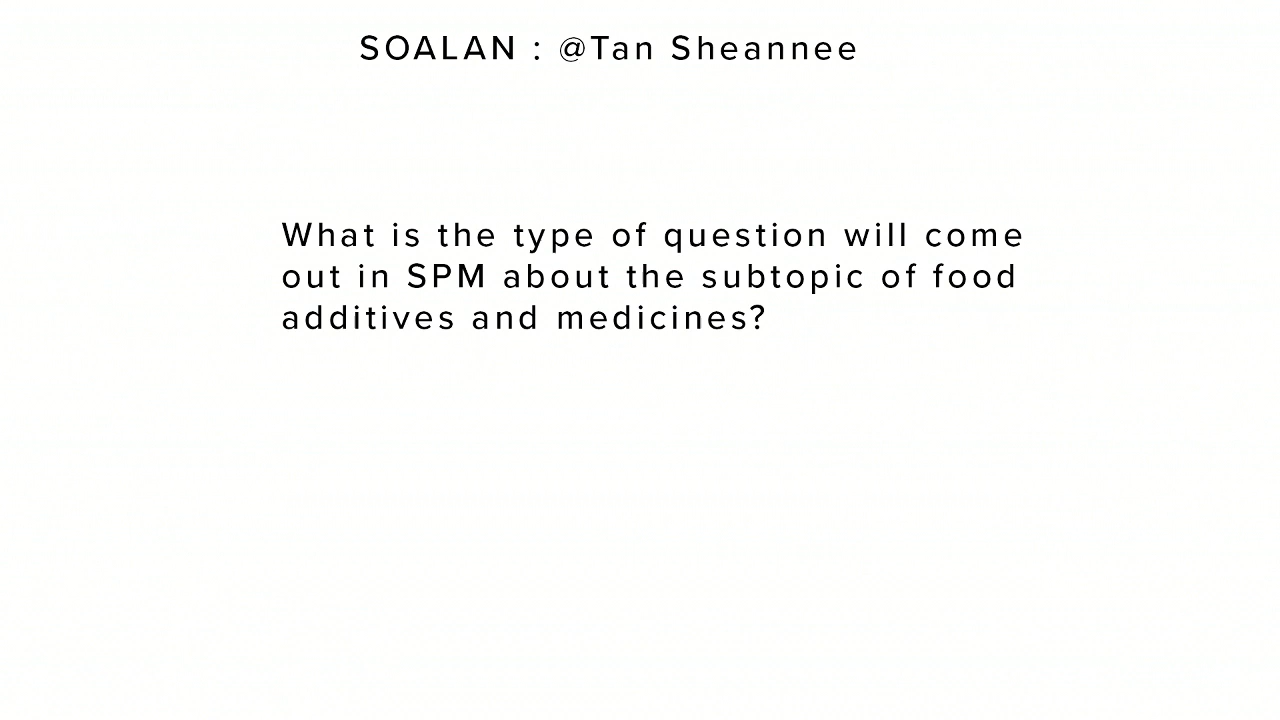 SOALAN : @Tan Sheannee
What is the type of question will come
out in SPM about the subtopic of food
additives and medicines?